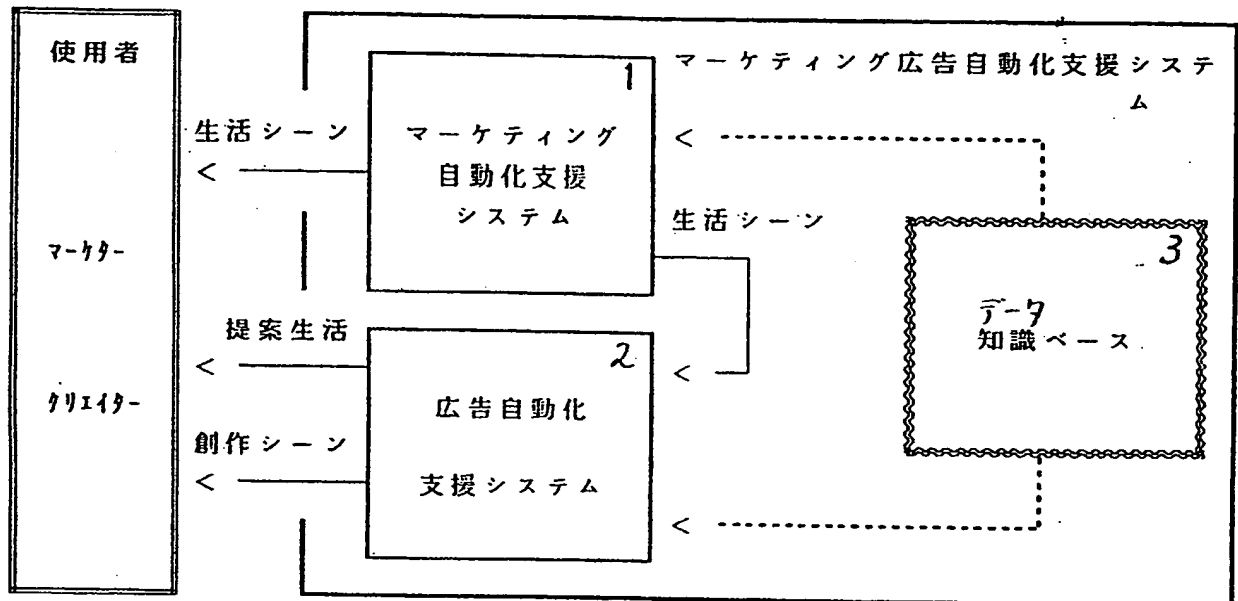 使用者
マーケター
クリエイター
生活シーン
<
提案生活
<
創作シーン
<
1
マーケティング
自動化支援
システム
2
広告自動化
支援システム
マーケティング広告自動化支援システ
ム
<
生活シーン
<
<
3
データ
知識ベース